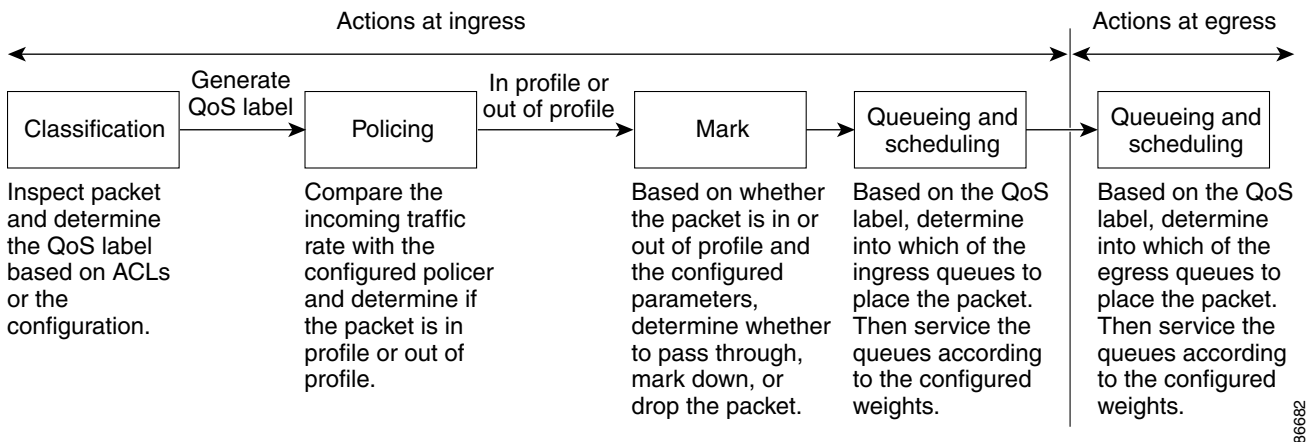 Actions at ingress
Actions at egress
Generate
QoS label
In profile or
out of profile
Classification
Policing
Mark
Queueing and
scheduling
Queueing and
scheduling
Inspect packet
and determine
the QoS label
based on ACLs
or the
configuration.
Compare the
incoming traffic
rate with the
configured policer
and determine if
the packet is in
profile or out of
profile.
Based on whether
the packet is in or
out of profile and
the configured
parameters,
determine whether
to pass through,
mark down, or
drop the packet.
Based on the QoS
label, determine
into which of the
ingress queues to
place the packet.
Then service the
queues according
to the configured
weights.
Based on the QoS
label, determine
into which of the
egress queues to
place the packet.
Then service the
queues according
to the configured
weights.
86682